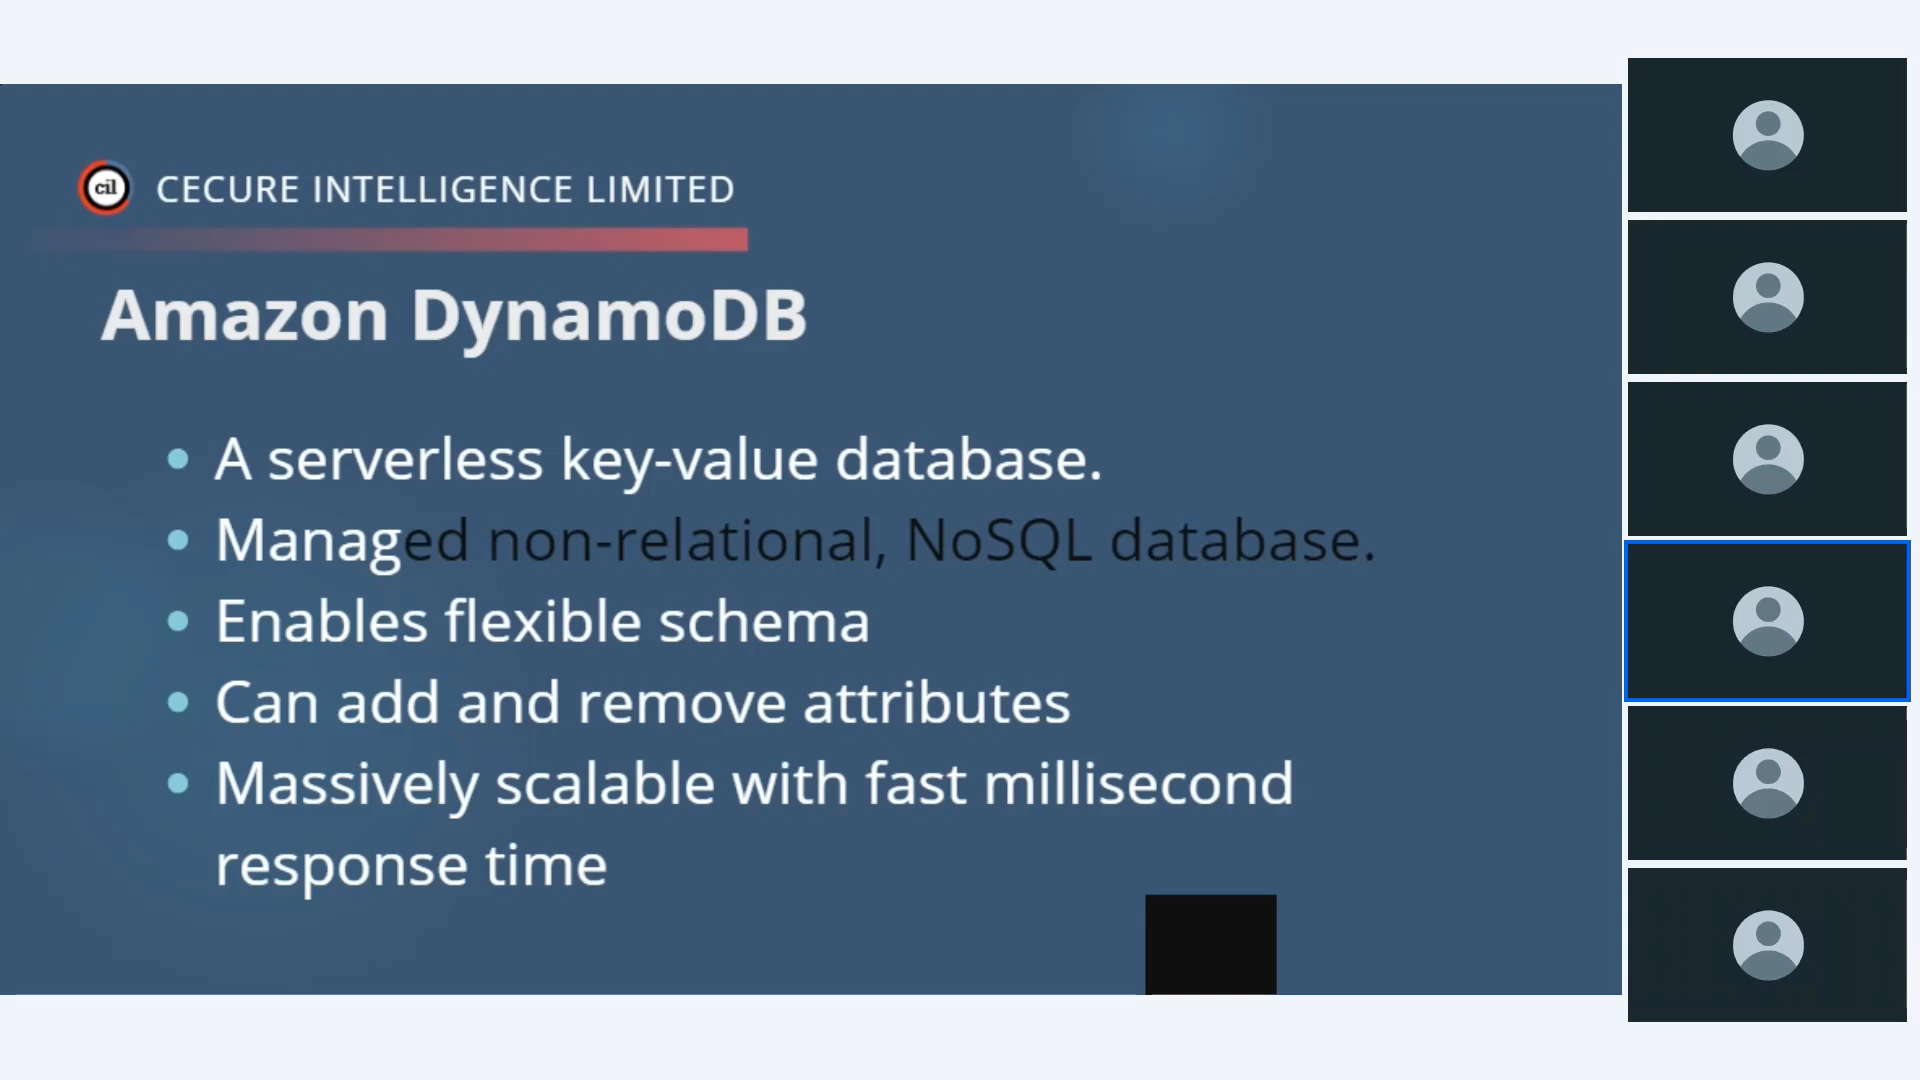 cil
CECURE INTELLIGENCE LIMITED
Amazon DynamoDB
• A serverless key-value database.
• Managed non-relational, NoSQL database.
• Enables flexible schema
• Can add and remove attributes
• Massively scalable with fast millisecond
response time